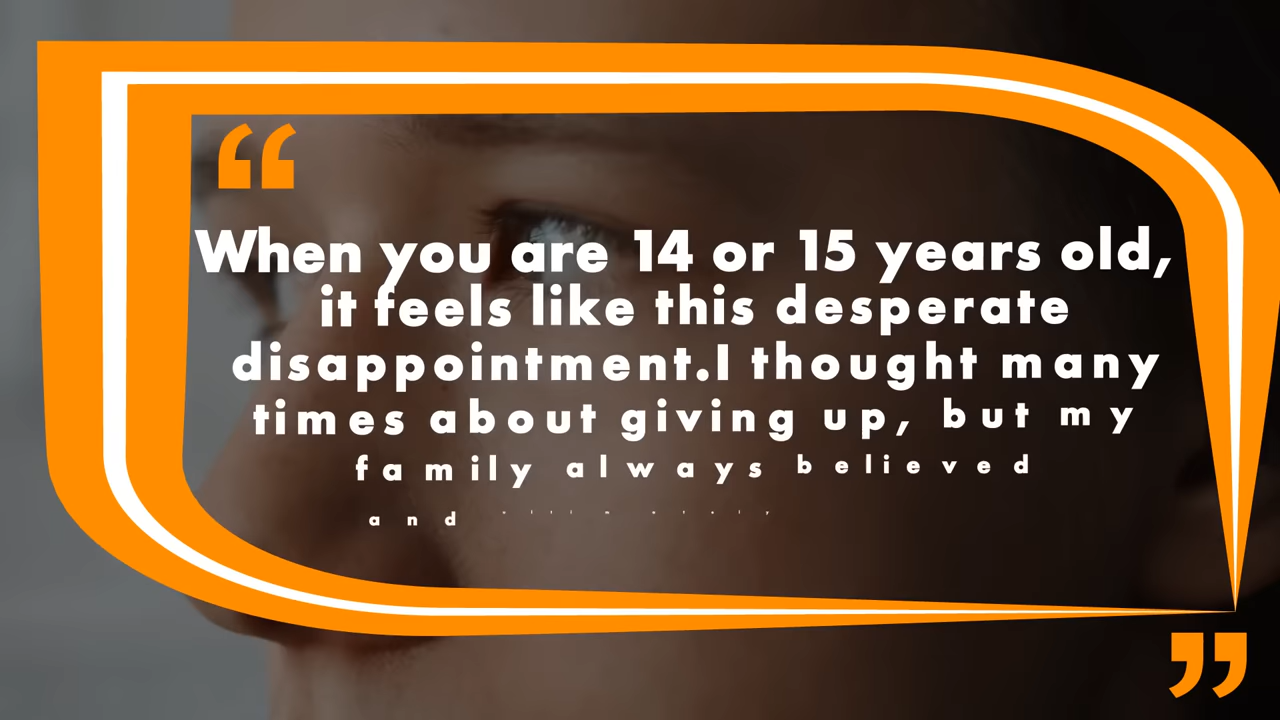 “
When you are 14 or 15 years old,
it feels like this desperate
disappointment.I thought many
times about giving up, but my
family always believed
and
”